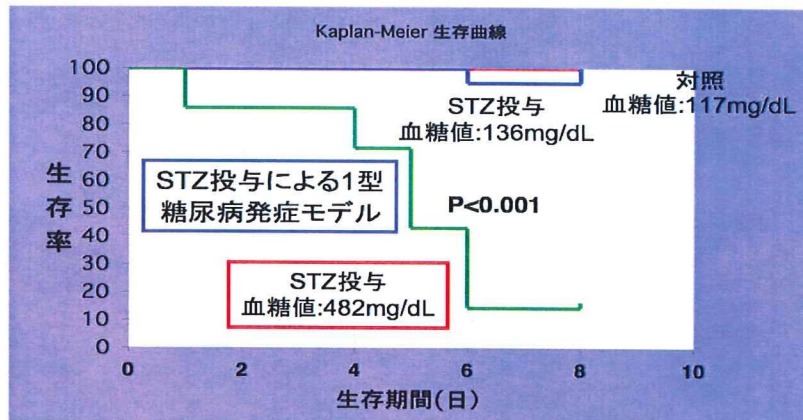 Kaplan-Meier 生存曲線
100
90
80
70
60
50
40
30
20
10
0
生存率
対照
血糖値:117mg/dL
STZ投与
血糖値:136mg/dL
STZ投与による1型
糖尿病発症モデル
P<0.001
STZ投与
血糖値:482mg/dL
0 2 4 6 8 10
生存期間(日)